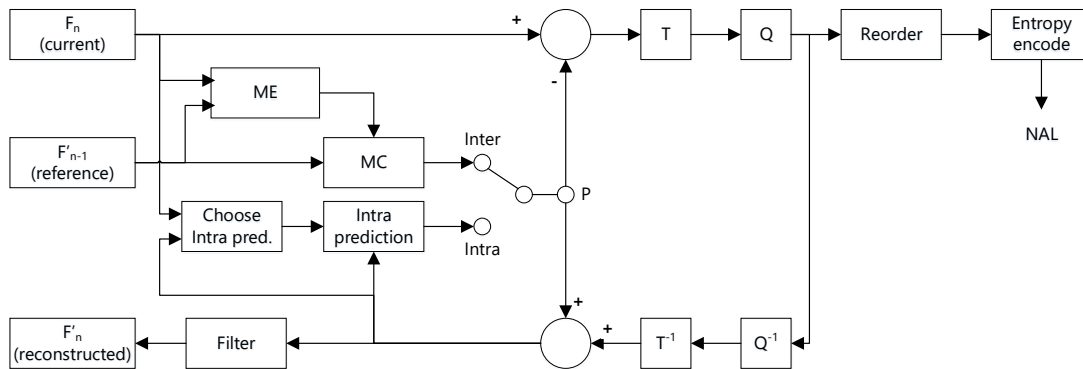 Fn
(current)
+
T
Q
Reorder
Entropy
encode
ME
-
NAL
F'n-1
(reference)
MC
Inter
P
Choose
Intra pred.
Intra
prediction
Intra
+
F'n
(reconstructed)
Filter
+
T-1
Q-1